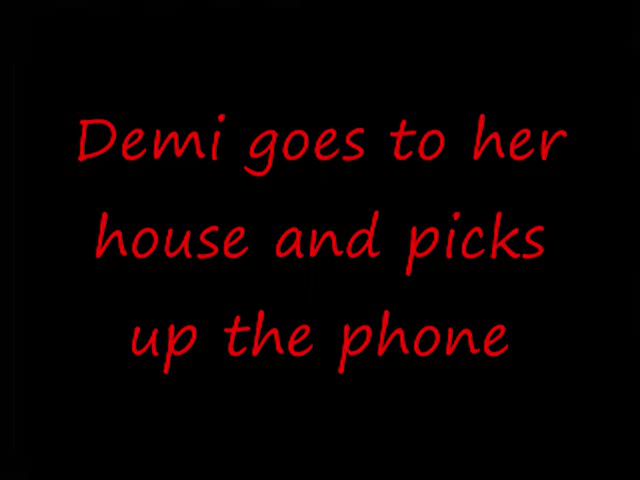 Demi goes to her
house and picks
up the phone